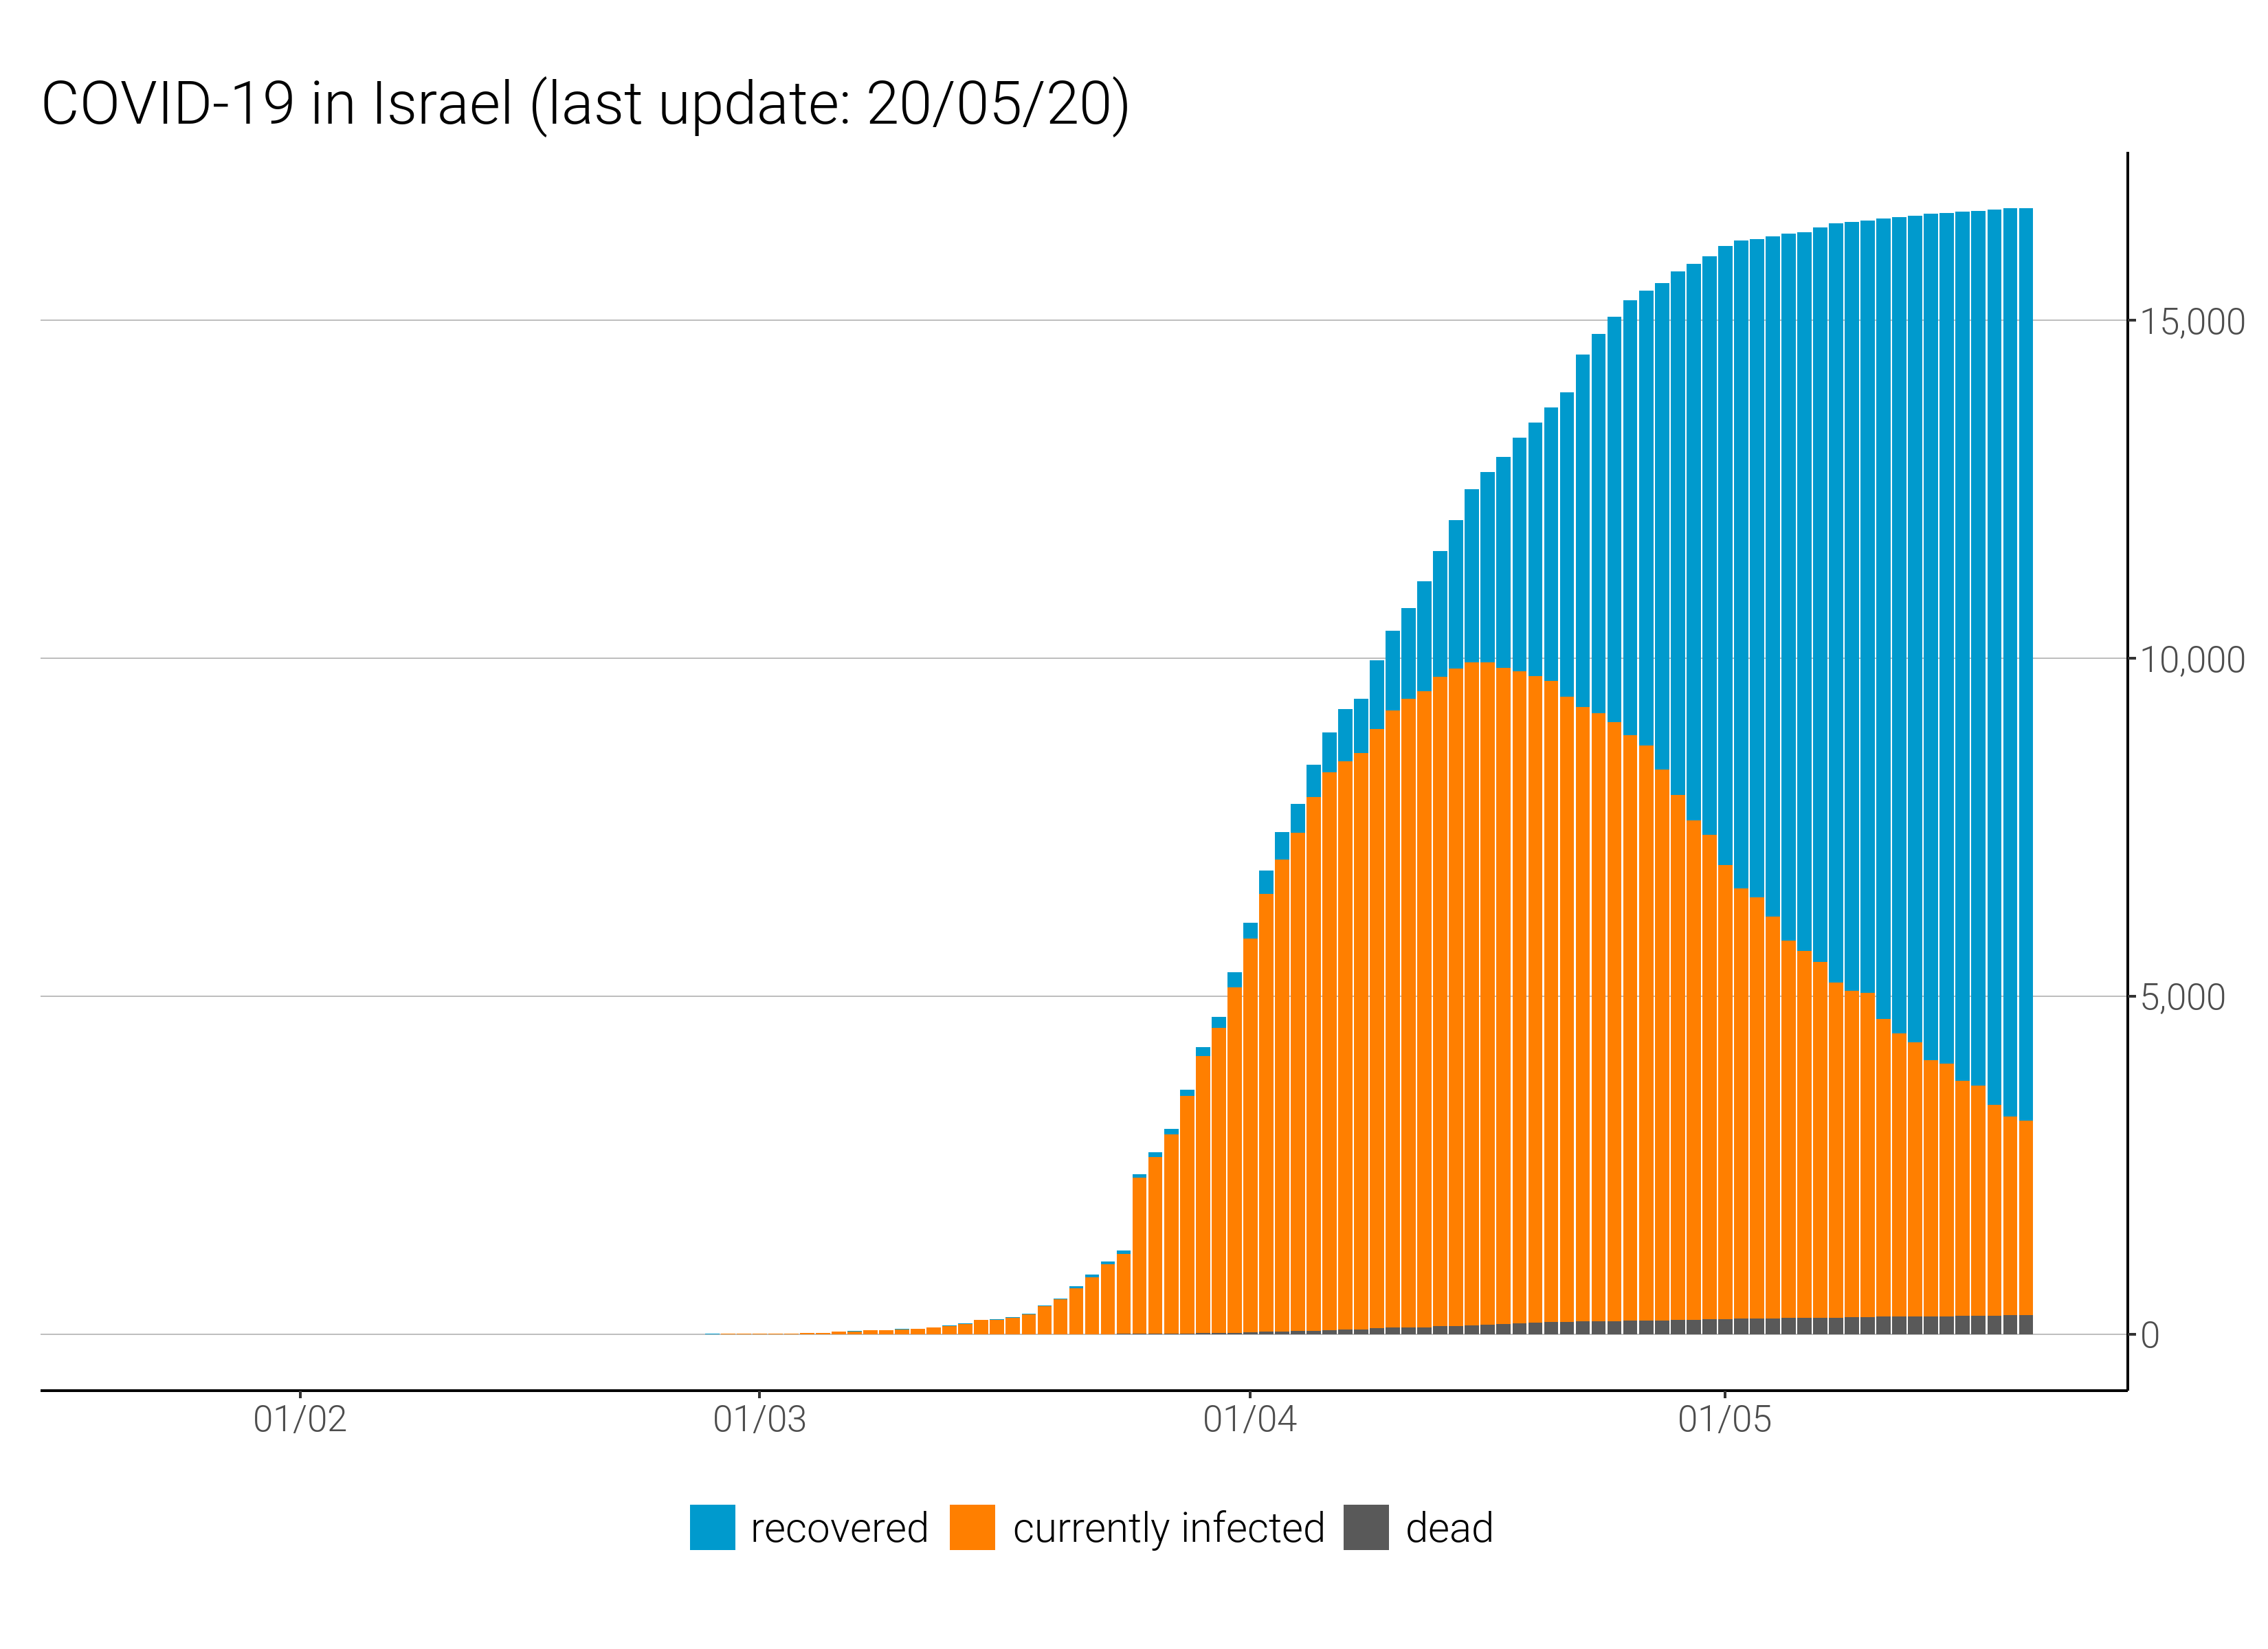 COVID-19 in Israel (last update: 20/05/20)
15,000
10,000
5,000
0
01/02 01/03 01/04 01/05
recovered currently infected dead